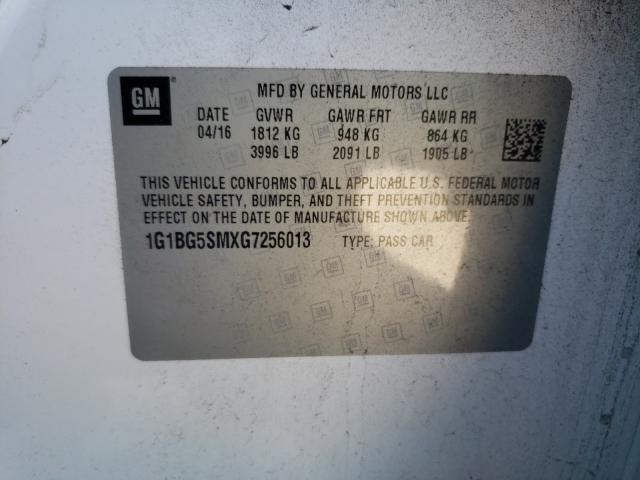 GM
MFD BY GENERAL MOTORS LLC
DATE GVWR GAWR FRT GAWR RR
04/16 1812 KG 948 KG 864 KG
3996 LB 2091 LB 1905 LB
THIS VEHICLE CONFORMS TO ALL APPLICABLE U.S. FEDERAL MOTOR
VEHICLE SAFETY, BUMPER, AND THEFT PREVENTION STANDARDS IN
EFFECT ON THE DATE OF MANUFACTURE SHOWN ABOVE.
1G1BG5SMXG7256013 TYPE: PASS CAR